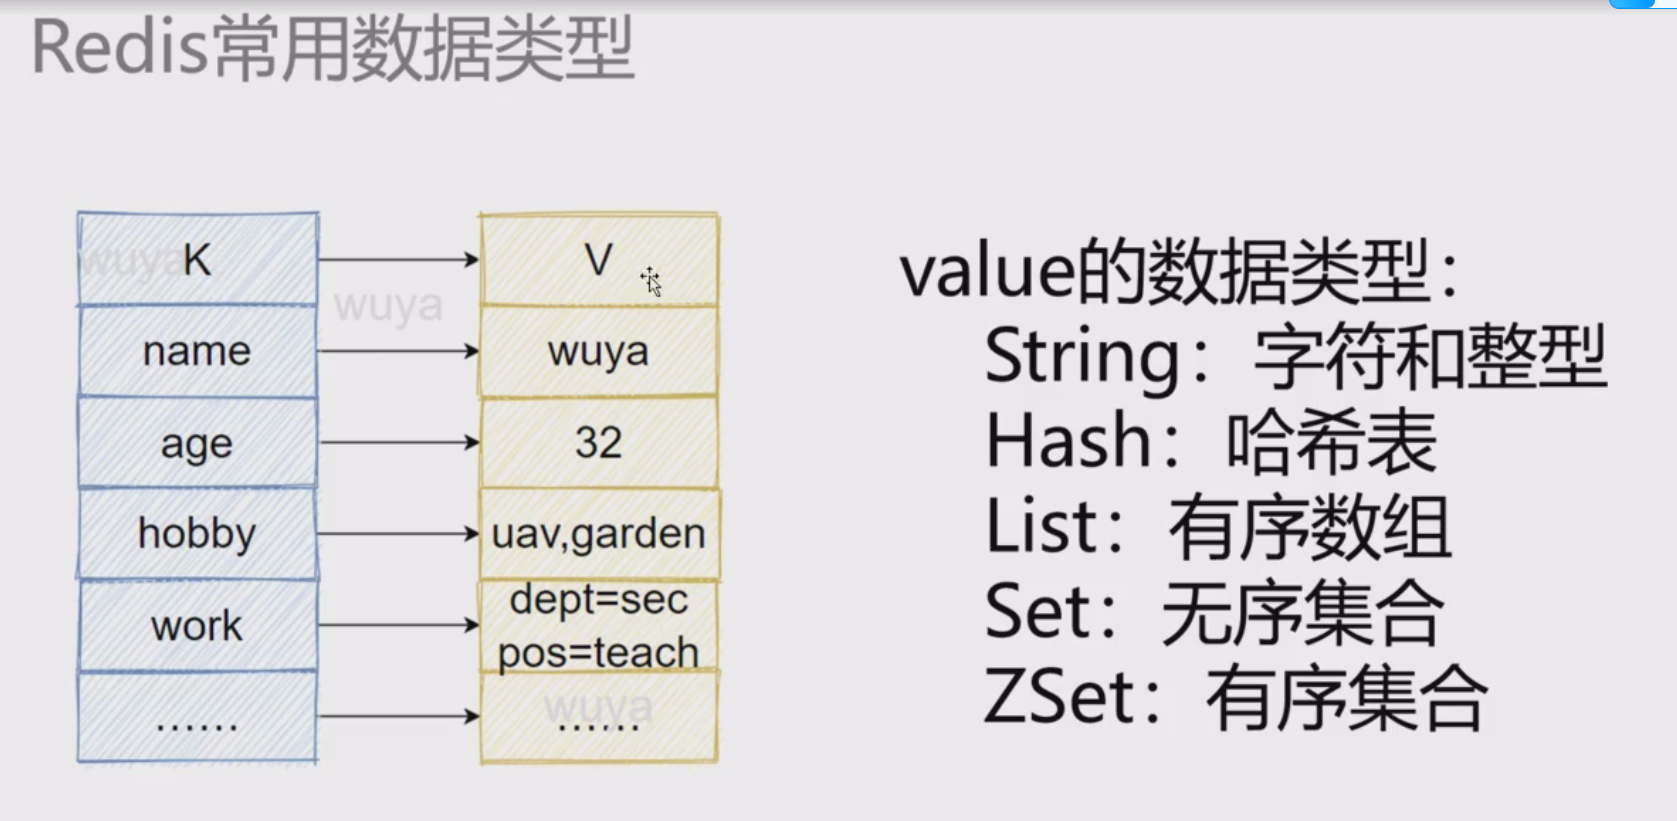 Redis常用数据类型
K
V
wuya
wuya
name
wuya
age
32
hobby
uav,garden
work
dept=sec
pos=teach
......
wuya
......
value的数据类型：
String：字符和整型
Hash：哈希表
List：有序数组
Set：无序集合
ZSet：有序集合